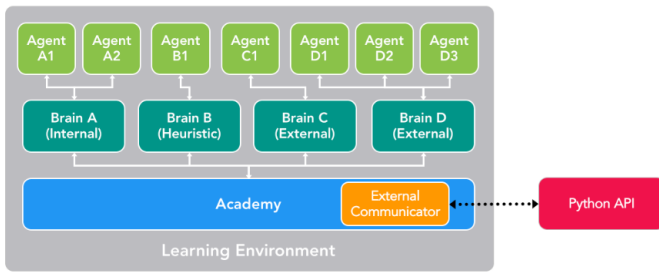 Agent
A1
Agent
A2
Agent
B1
Agent
C1
Agent
D1
Agent
D2
Agent
D3
Brain A
(Internal)
Brain B
(Heuristic)
Brain C
(External)
Brain D
(External)
Academy
External
Communicator
Python API
Learning Environment